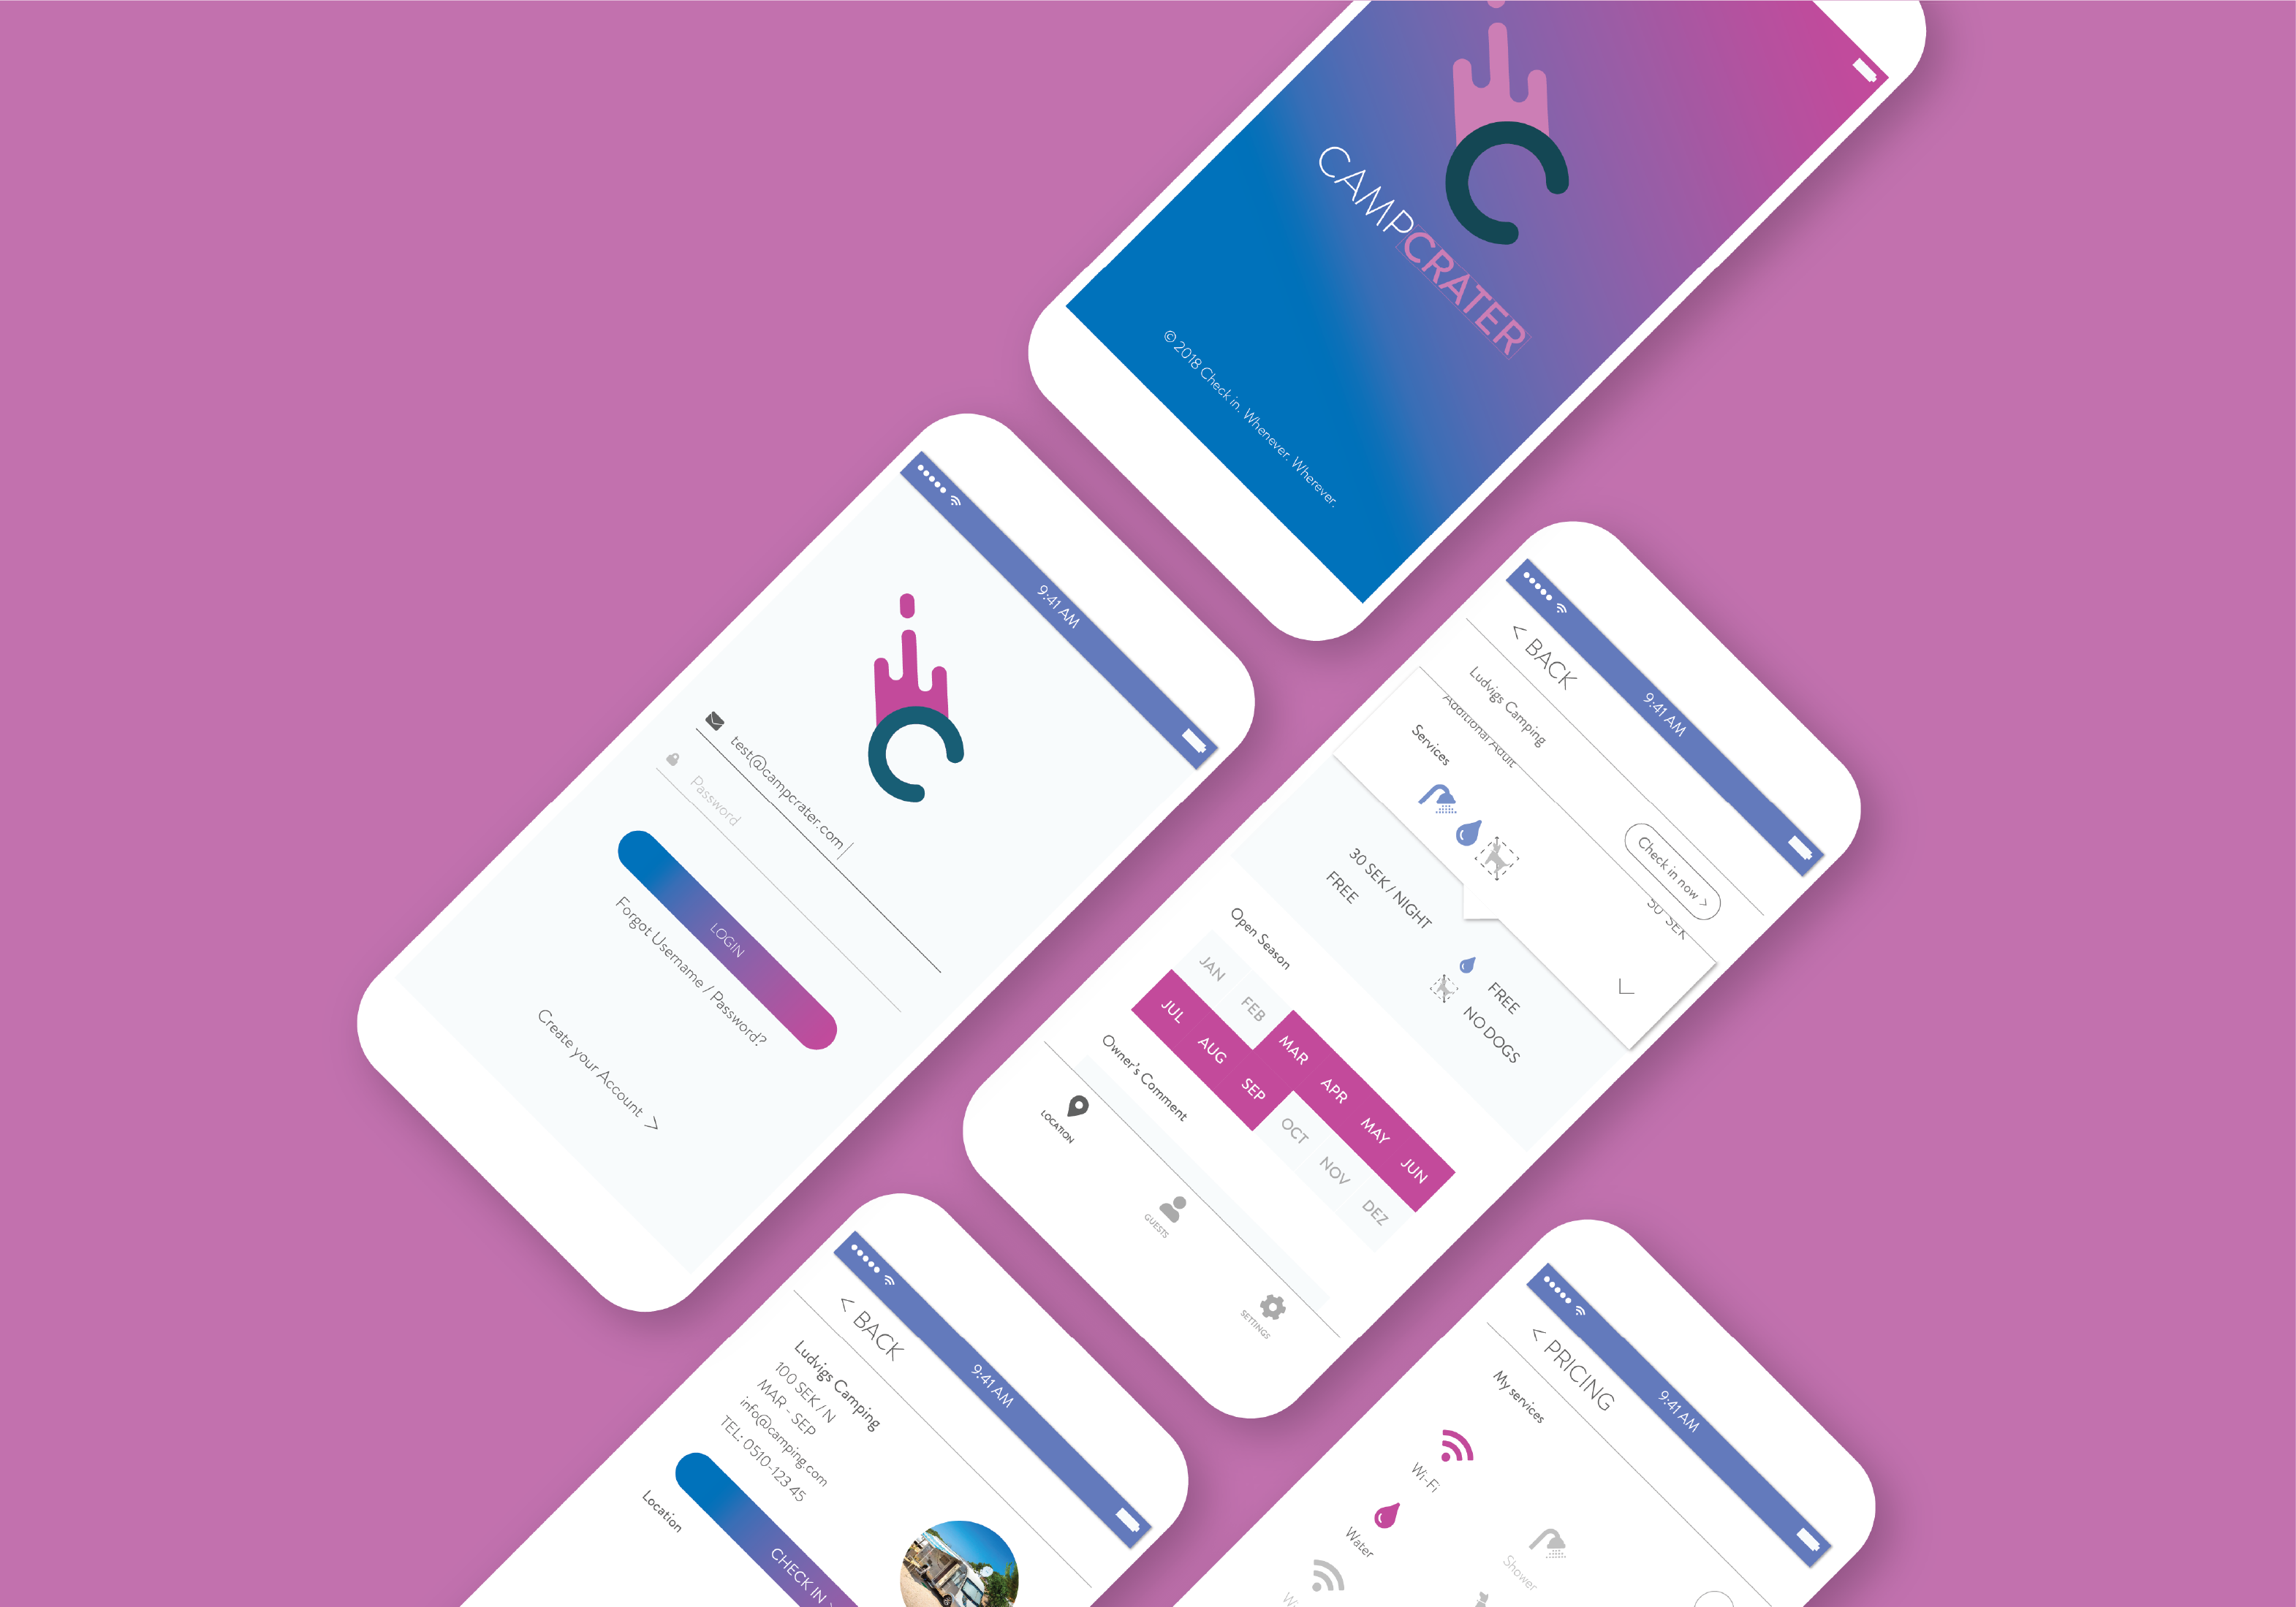 CAMPCRATER
© 2018 Check in. Whenever. Wherever.
9:41 AM
test@campcrater.com
Password
LOGIN
Forgot Username / Password?
Create your Account >
9:41 AM
< BACK
Ludvigs Camping
Check in now >
Additional Adult
50 SEK
Services
30 SEK / NIGHT
FREE
FREE
NO DOGS
Open Season
JAN
FEB
MAR
APR
MAY
JUN
JUL
AUG
SEP
OCT
NOV
DEZ
Owner's Comment
LOCATION
GUESTS
SETTINGS
9:41 AM
< BACK
Ludvigs Camping
100 SEK / N
MAR - SEP
info@camping.com
TEL: 0510-123 45
CHECK IN
Location
9:41 AM
< PRICING
My services
Wi-Fi
Water
Shower